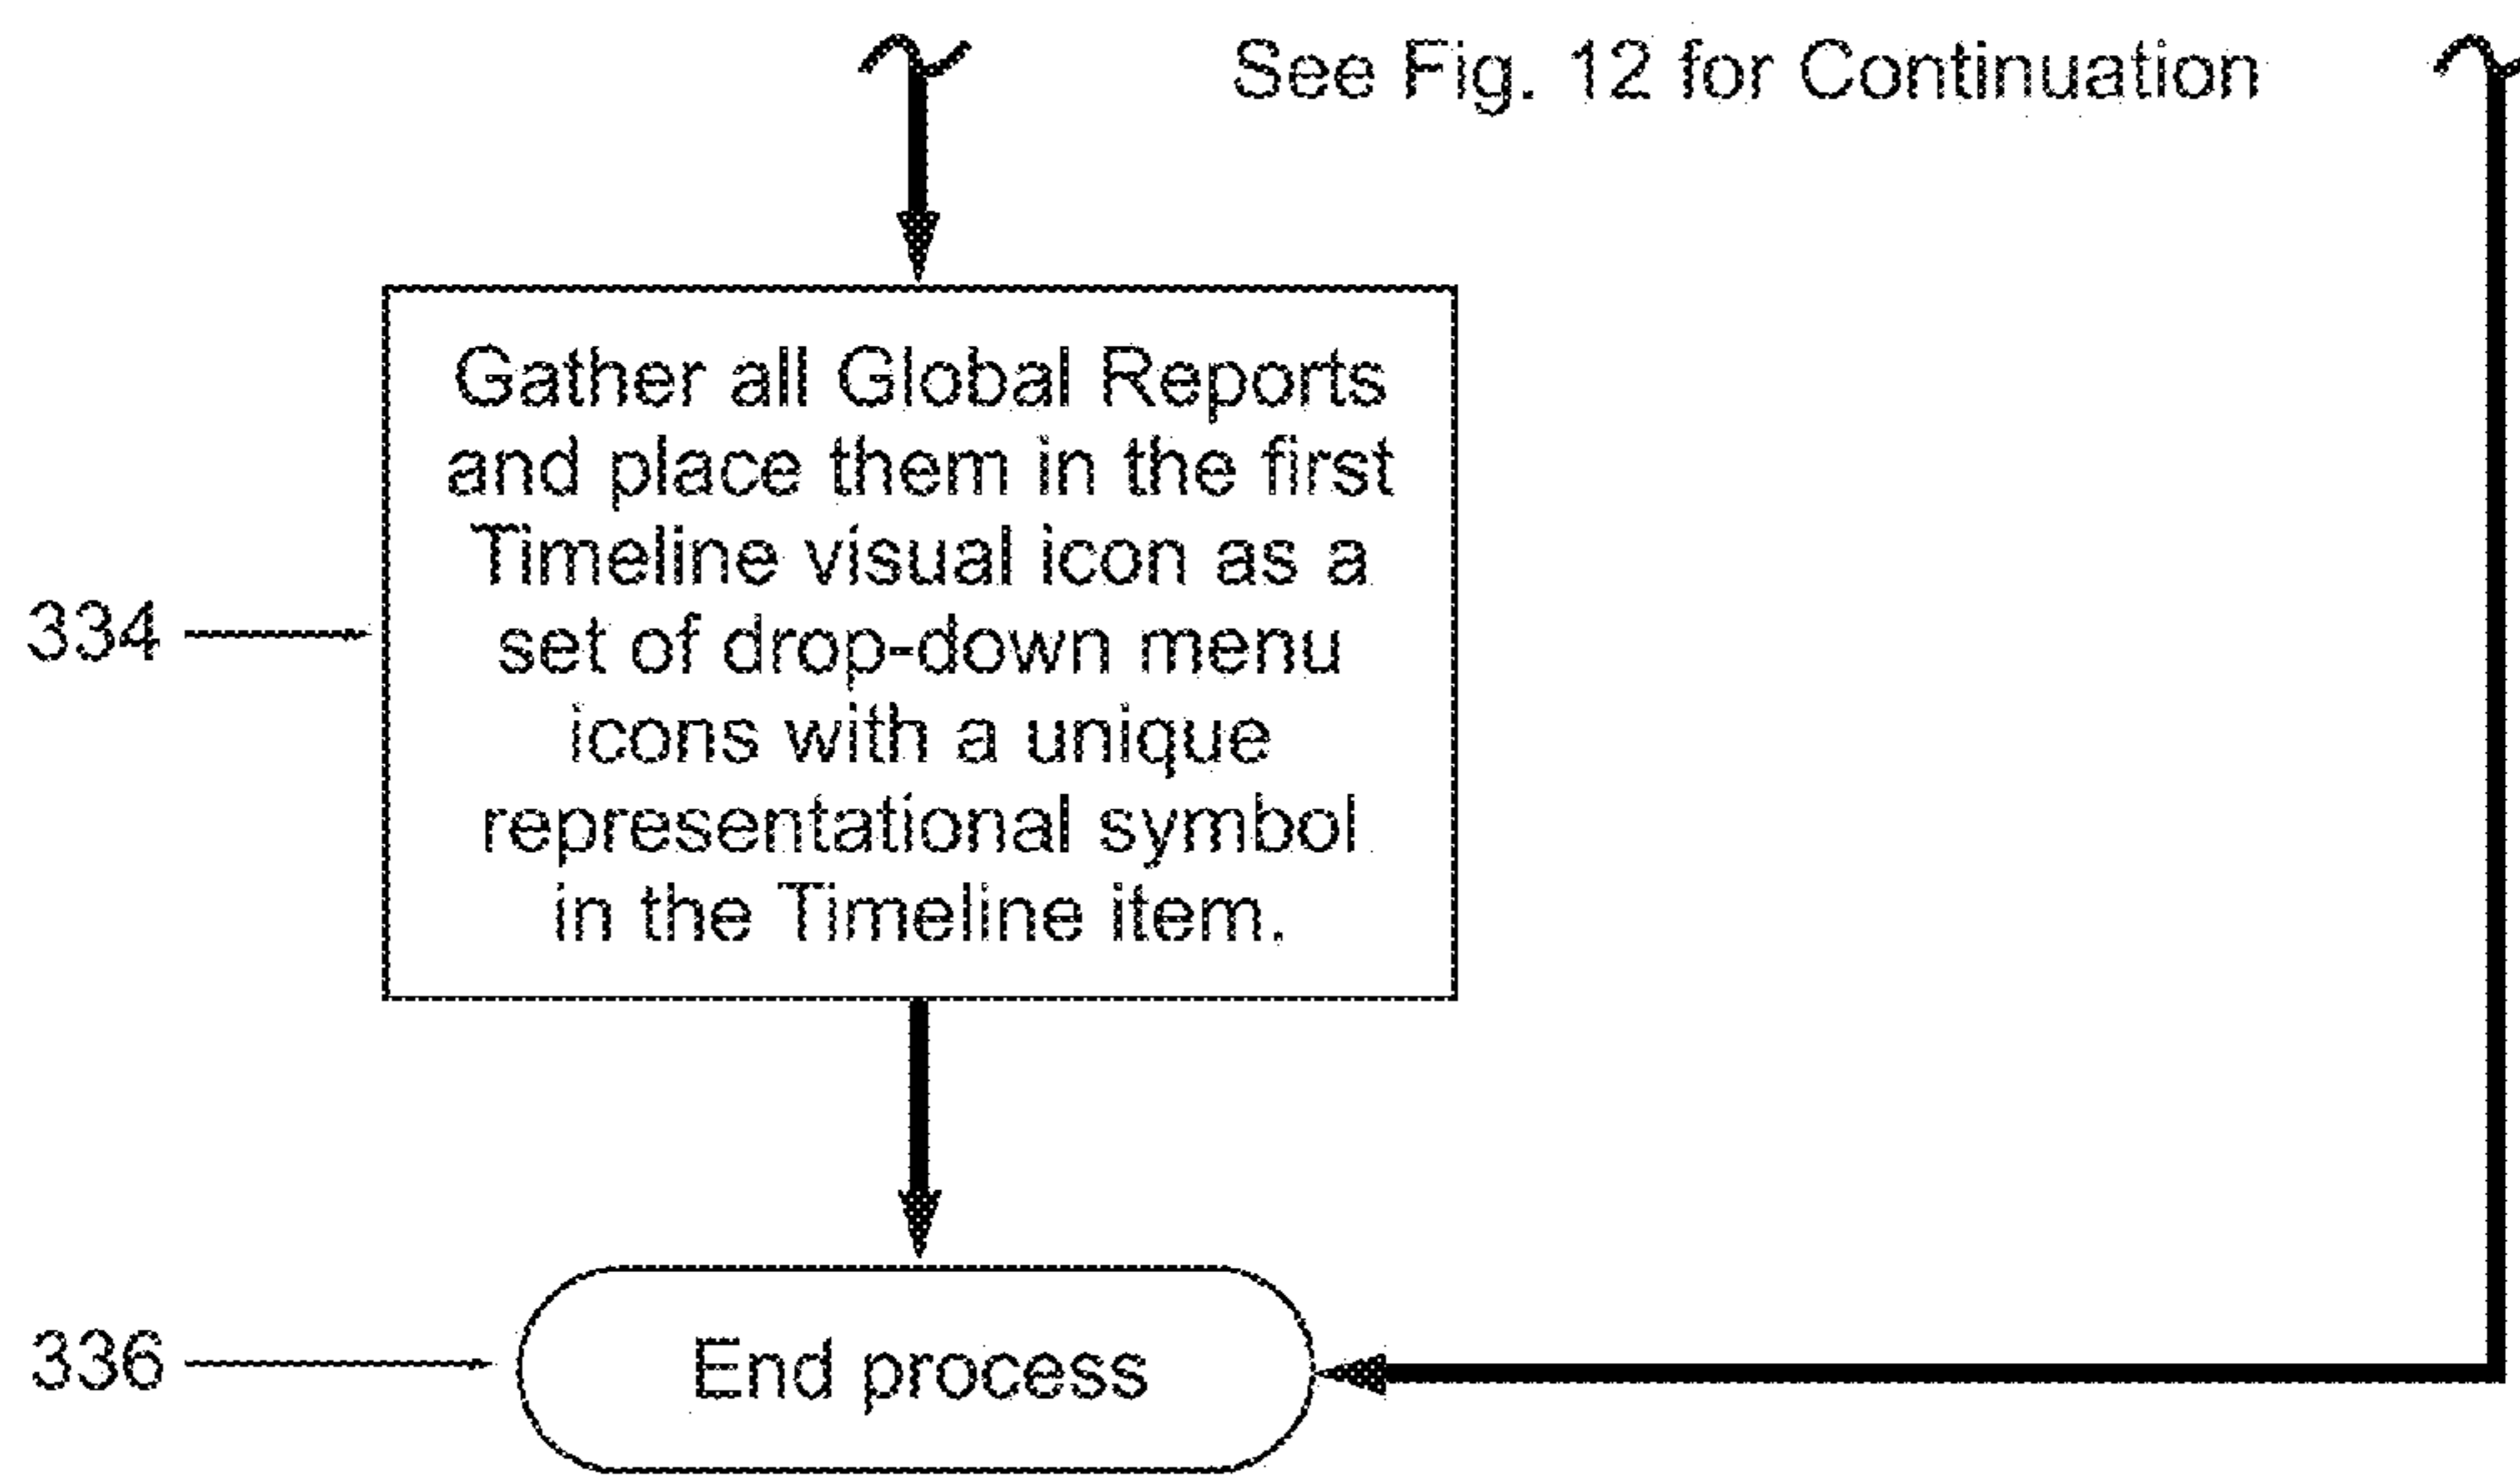 See Fig. 12 for Continuation
Gather all Global Reports
and place them in the first
Timeline visual icon as a
set of drop-down menu
icons with a unique
representational symbol
in the Timeline item.
334
End process
336